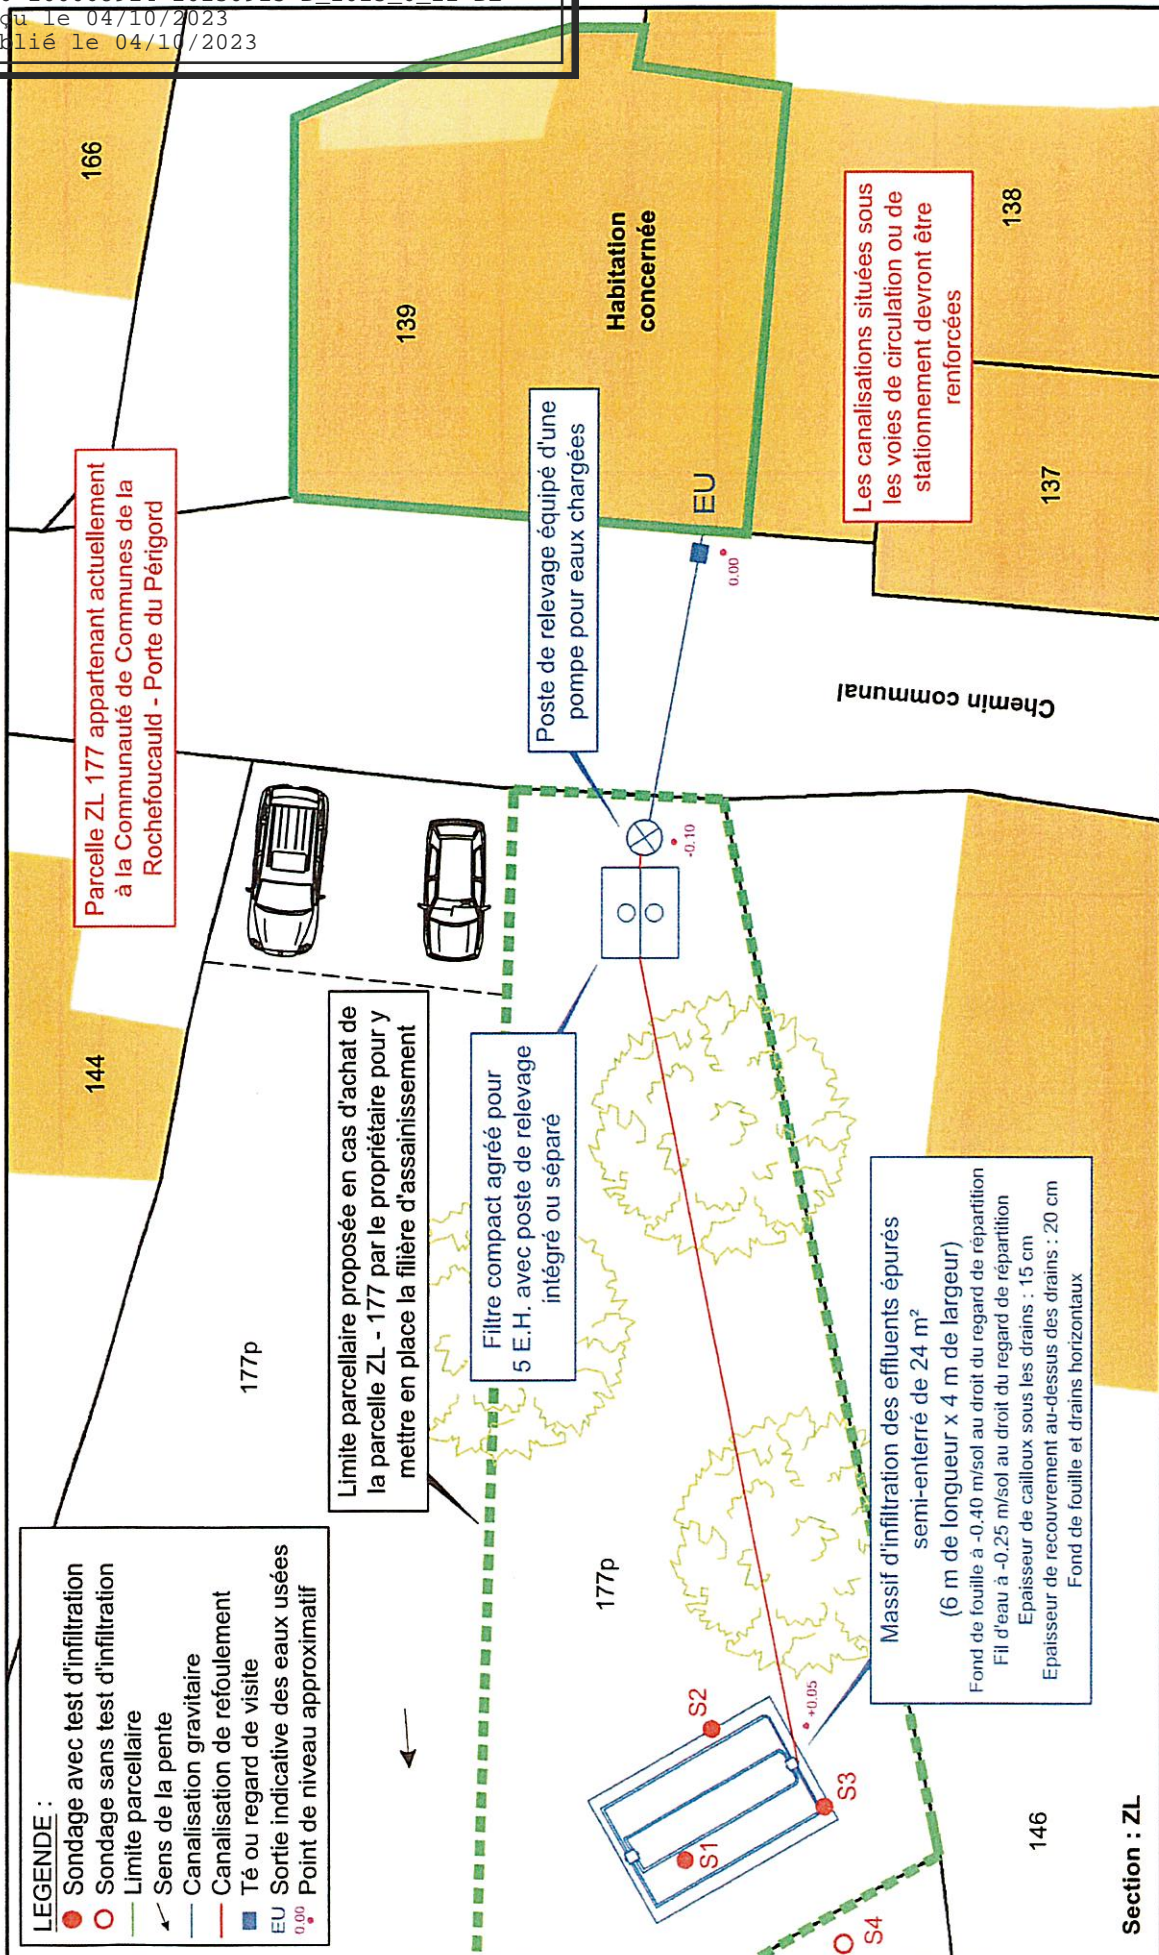 reçu le 04/10/2023
publié le 04/10/2023
166
139
Habitation
concernée
138
137
EU
0.00
Les canalisations situées sous
les voies de circulation ou de
stationnement devront être
renforcées
Parcelle ZL 177 appartenant actuellement
à la Communauté de Communes de la
Rochefoucauld - Porte du Périgord
Poste de relevage équipé d'une
pompe pour eaux chargées
Chemin communal
-0.10
144
Limite parcellaire proposée en cas d'achat de
la parcelle ZL - 177 par le propriétaire pour y
mettre en place la filière d'assainissement
Filtre compact agréé pour
5 E.H. avec poste de relevage
intégré ou séparé
177p
177p
Massif d'infiltration des effluents épurés
semi-enterré de 24 m²
(6 m de longueur x 4 m de largeur)
Fond de fouille à -0.40 m/sol au droit du regard de répartition
Fil d'eau à -0.25 m/sol au droit du regard de répartition
Epaisseur de cailloux sous les drains : 15 cm
Epaisseur de recouvrement au-dessus des drains : 20 cm
Fond de fouille et drains horizontaux
LEGENDE :
Sondage avec test d'infiltration
Sondage sans test d'infiltration
Limite parcellaire
Sens de la pente
Canalisation gravitaire
Canalisation de refoulement
Té ou regard de visite
EU Sortie indicative des eaux usées
0.00 Point de niveau approximatif
S2
+0.05
S1
S3
S4
146
Section : ZL